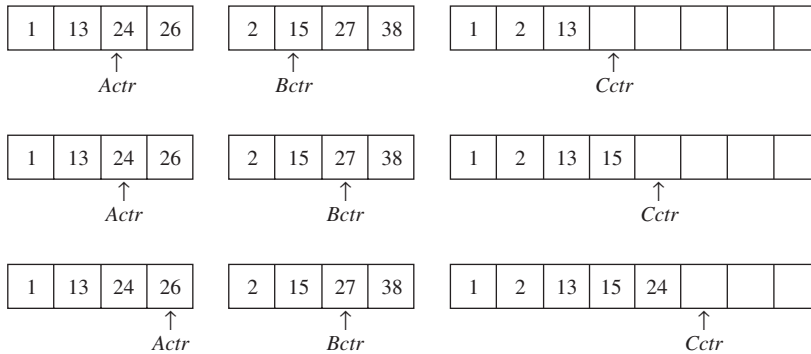 1 13 24 26 2 15 27 38 1 2 13
Actr Bctr Cctr
1 13 24 26 2 15 27 38 1 2 13 15
Actr Bctr Cctr
1 13 24 26 2 15 27 38 1 2 13 15 24
Actr Bctr Cctr